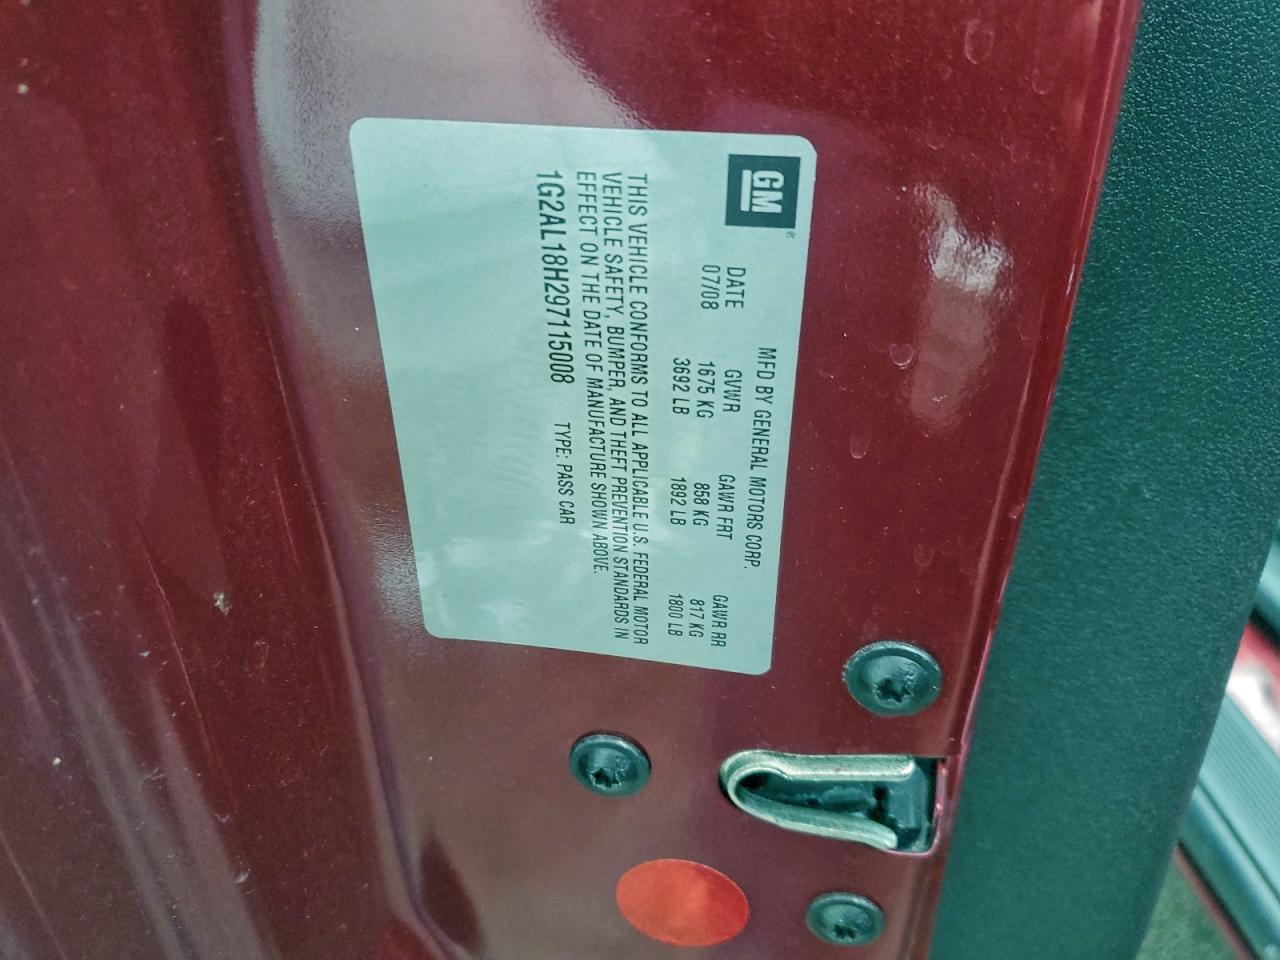 GM
MFD BY GENERAL MOTORS CORP.
DATE GVWR GAWR FRT GAWR RR
07/08 1675 KG 858 KG 817 KG
3692 LB 1892 LB 1800 LB
THIS VEHICLE CONFORMS TO ALL APPLICABLE U.S. FEDERAL MOTOR
VEHICLE SAFETY, BUMPER, AND THEFT PREVENTION STANDARDS IN
EFFECT ON THE DATE OF MANUFACTURE SHOWN ABOVE.
1G2AL18H297115008 TYPE: PASS CAR